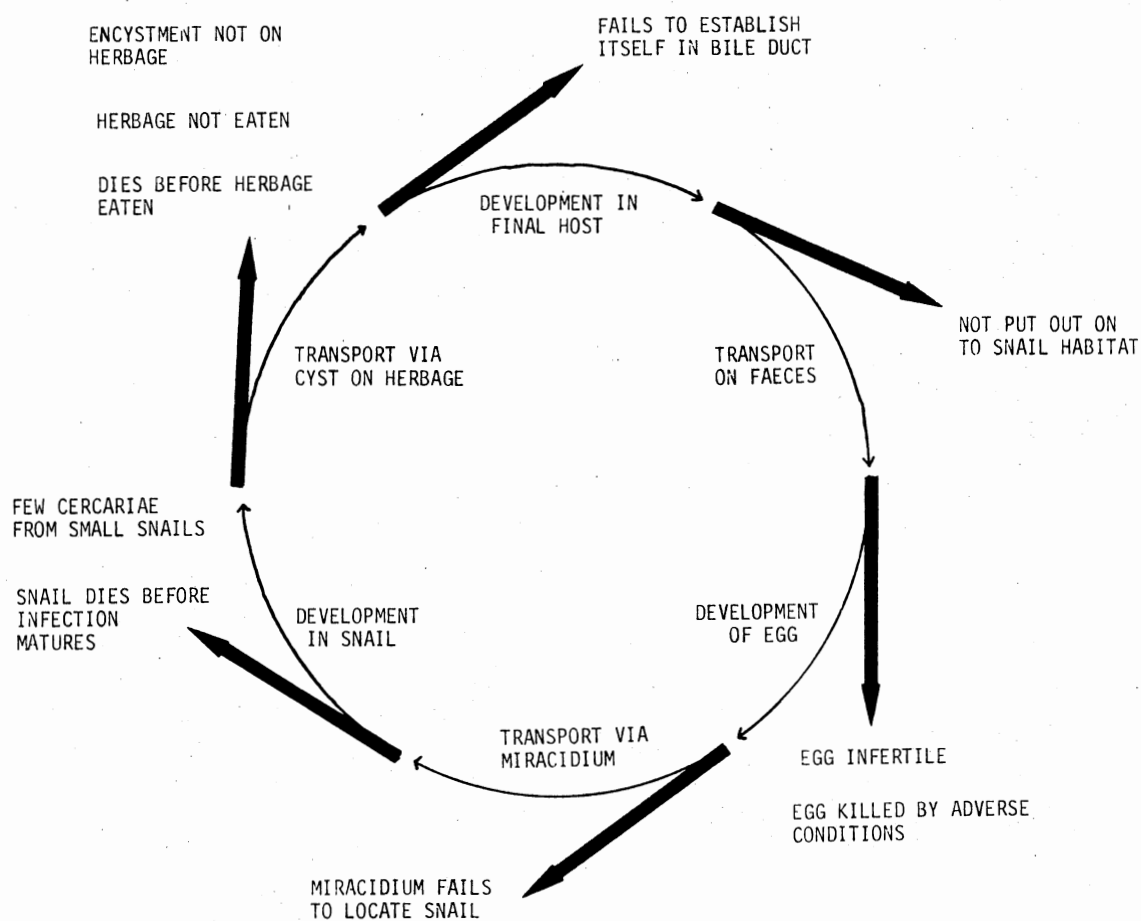 ENCYSTMENT NOT ON
HERBAGE
HERBAGE NOT EATEN
DIES BEFORE HERBAGE
EATEN
FAILS TO ESTABLISH
ITSELF IN BILE DUCT
DEVELOPMENT IN
FINAL HOST
NOT PUT OUT ON
TO SNAIL HABITAT
TRANSPORT
ON FAECES
TRANSPORT VIA
CYST ON HERBAGE
FEW CERCARIAE
FROM SMALL SNAILS
SNAIL DIES BEFORE
INFECTION
MATURES
DEVELOPMENT
IN SNAIL
DEVELOPMENT
OF EGG
TRANSPORT VIA
MIRACIDIUM
EGG INFERTILE
EGG KILLED BY ADVERSE
CONDITIONS
MIRACIDIUM FAILS
TO LOCATE SNAIL